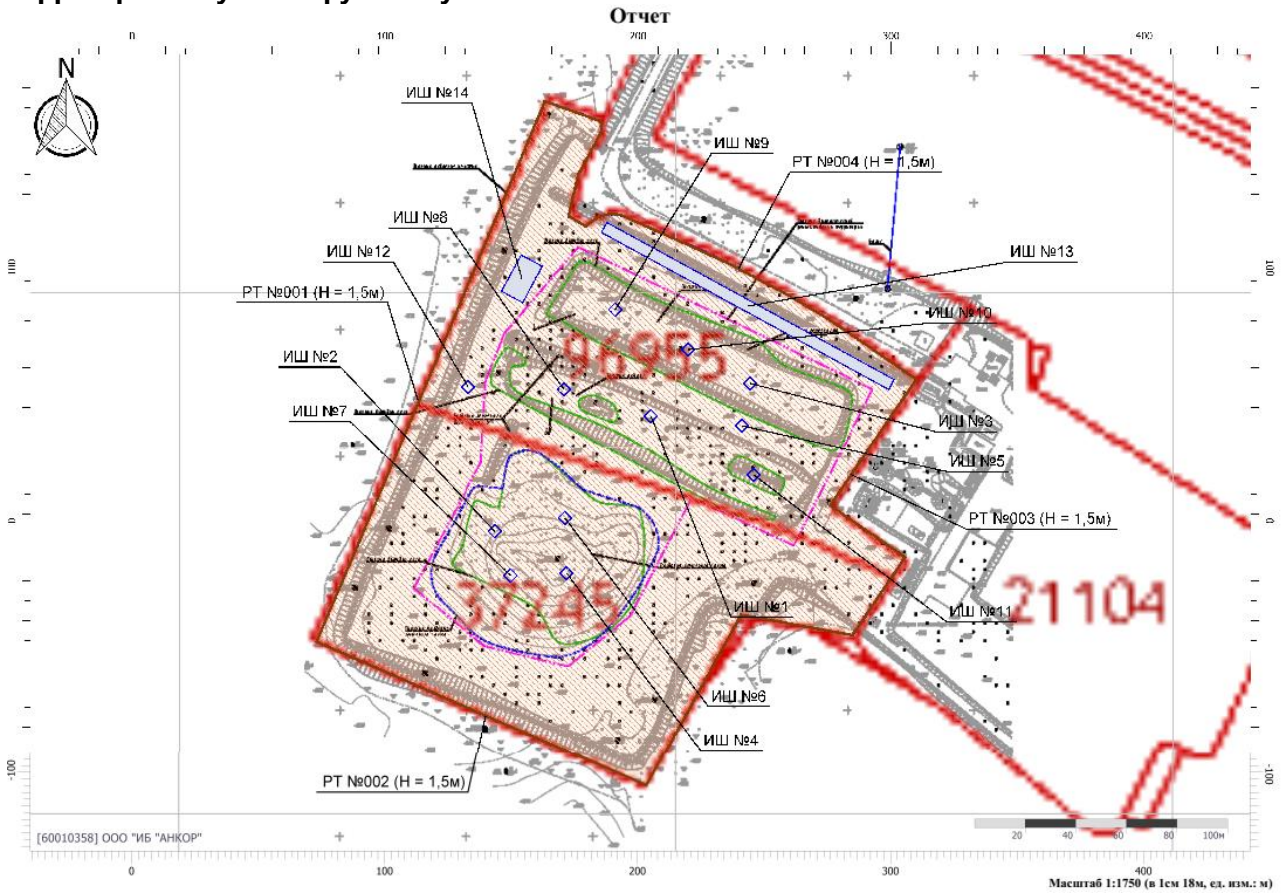 Отчет
0 100 200 300 400
N
ИШ №14
ИШ №9
РТ №004 (Н = 1,5м)
ИШ №8
ИШ №12
ИШ №13
100
100
РТ №001 (Н = 1,5м)
ИШ №10
ИШ №2
96955
ИШ №7
ИШ №3
ИШ №5
0
РТ №003 (Н = 1,5м)
0
37245
21104
ИШ №1
ИШ №11
ИШ №6
ИШ №4
-100
РТ №002 (Н = 1,5м)
-100
[60010358] ООО "ИБ "АНКОР"
20 40 60 80 100м
0 100 200 300 400
Масштаб 1:1750 (в 1см 18м, ед. изм.: м)